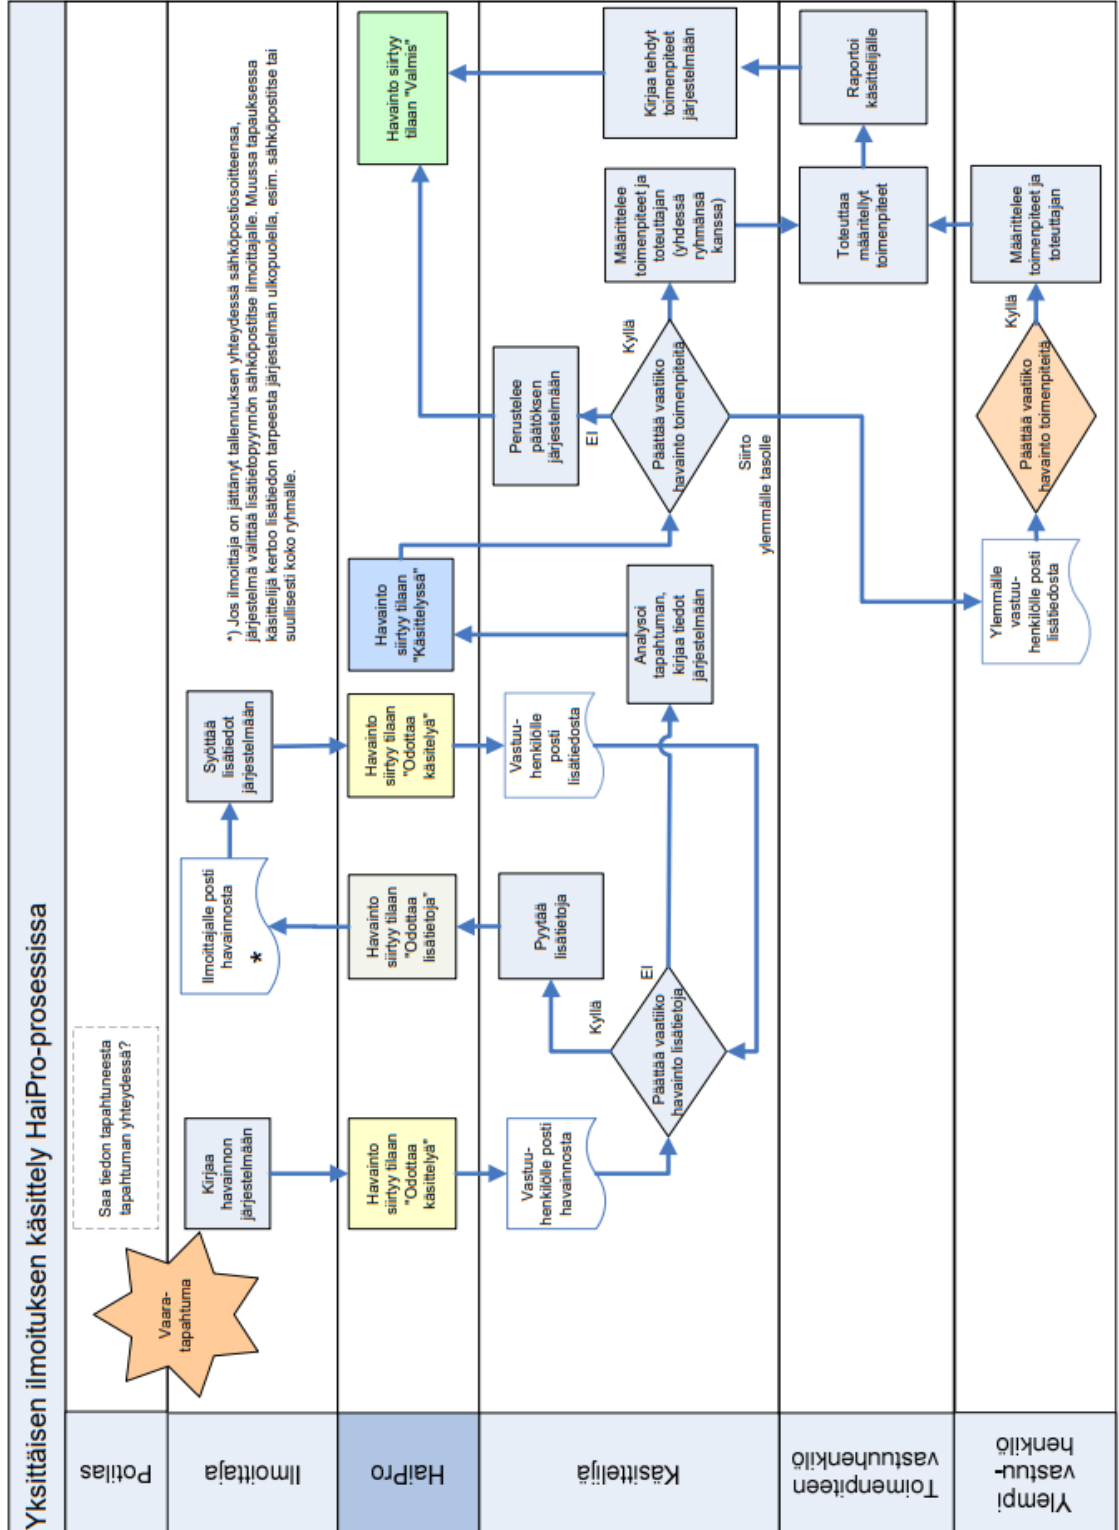 Yksittäisen ilmoituksen käsittely HaiPro-prosessissa
Potilas
Vaara-
tapahtuma
Saa tiedon tapahtuneesta
tapahtuman yhteydessä?
Ilmoittaja
Kirjaa
havainnon
järjestelmään
Ilmoittajalle posti
havainnosta
*
Syöttää
lisätiedot
järjestelmään
*) Jos ilmoittaja on jättänyt tallennuksen yhteydessä sähköpostiosoitteensa,
järjestelmä välittää lisätietopyynnön sähköpostitse ilmoittajalle. Muussa tapauksessa
käsittelijä kertoo lisätiedon tarpeesta järjestelmän ulkopuolella, esim. sähköpostitse tai
suullisesti koko ryhmälle.
HaiPro
Havainto
siirtyy tilaan
"Odottaa
käsittelyä"
Havainto
siirtyy tilaan
"Odottaa
lisätietoja"
Havainto
siirtyy tilaan
"Odottaa
käsitelyä"
Havainto
siirtyy tilaan
"Käsittelyssä"
Havainto siirtyy
tilaan "Valmis"
Käsittelijä
Vastuu-
henkilölle posti
havainnosta
Päättää vaatiiko
havainto lisätietoja
Kyllä
EI
Pyytää
lisätietoja
Vastuu-
henkilölle
posti
lisätiedosta
Analysoi
tapahtuman,
kirjaa tiedot
järjestelmään
Perustelee
päätöksen
järjestelmään
EI
Päättää vaatiiko
havainto toimenpiteitä
Kyllä
Siirto
ylemmälle tasolle
Määrittelee
toimenpiteet ja
toteuttajan
(yhdessä
ryhmänsä
kanssa)
Kirjaa tehdyt
toimenpiteet
järjestelmään
Toimenpiteen
vastuuhenkilö
Toteuttaa
määritellyt
toimenpiteet
Raportoi
käsittelijälle
Ylempi
vastuu-
henkilö
Ylemmälle
vastuu-
henkilölle posti
lisätiedosta
Päättää vaatiiko
havainto toimenpiteitä
Kyllä
Määrittelee
toimenpiteet ja
toteuttajan